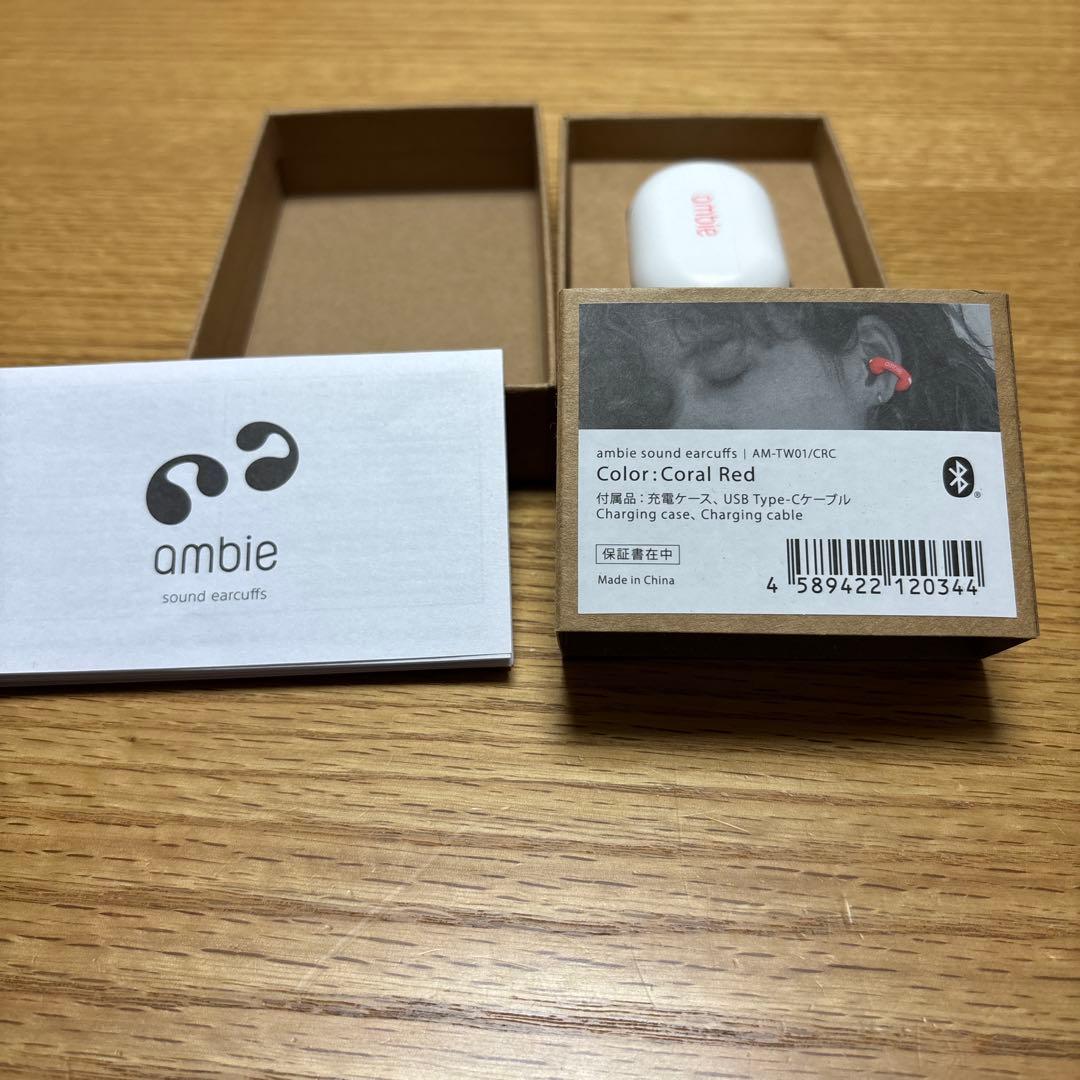 ambie
ambie
sound earcuffs
ambie
ambie sound earcuffs | AM-TW01/CRC
Color : Coral Red
付属品：充電ケース、USB Type-Cケーブル
Charging case、Charging cable
保証書在中
Made in China
4 589422 120344